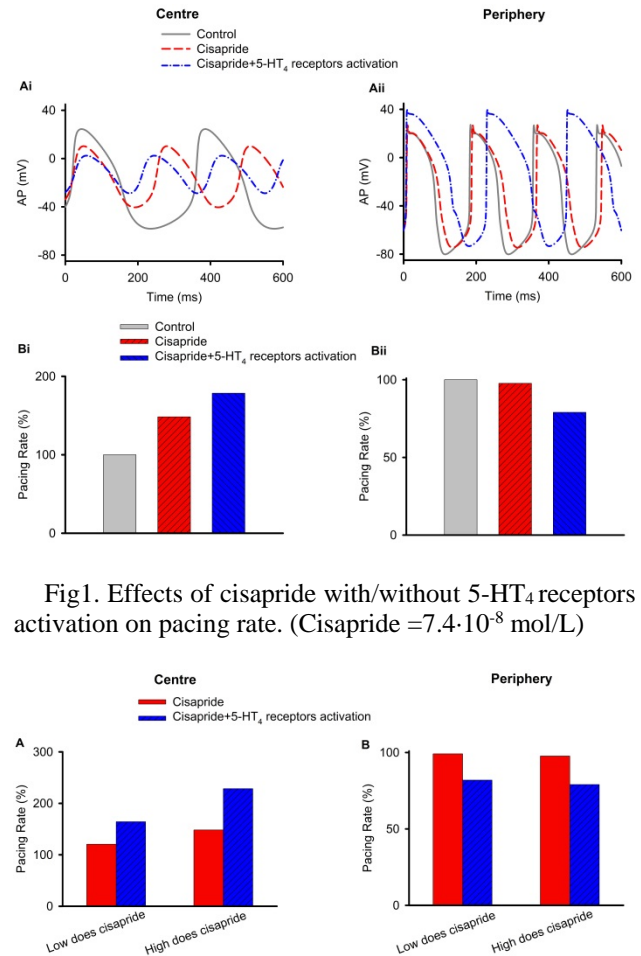 Centre Periphery
Control
Cisapride
Cisapride+5-HT4 receptors activation
Ai Aii
40
0
-40
-80
AP (mV)
0 200 400 600
Time (ms)
40
0
-40
-80
AP (mV)
0 200 400 600
Time (ms)
Control
Cisapride
Cisapride+5-HT4 receptors activation
Bi Bii
200
100
0
Pacing Rate (%)
100
50
0
Pacing Rate (%)
Fig1. Effects of cisapride with/without 5-HT4 receptors
activation on pacing rate. (Cisapride =7.4·10-8 mol/L)
Centre Periphery
Cisapride
Cisapride+5-HT4 receptors activation
A B
300
200
100
0
Pacing Rate (%)
Low does cisapride High does cisapride
100
50
0
Pacing Rate (%)
Low does cisapride High does cisapride